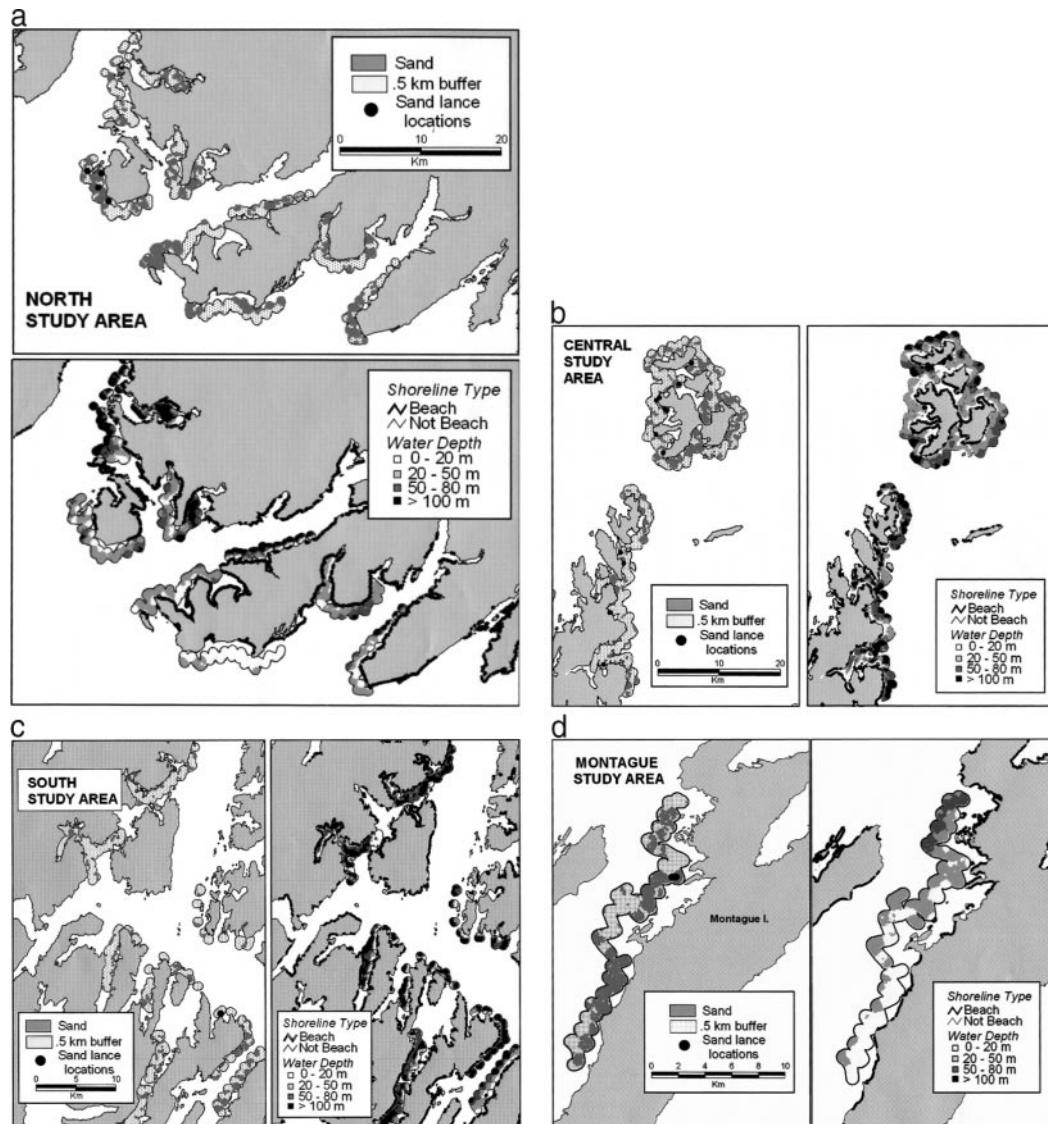 a
Sand
.5 km buffer
Sand lance
locations
0 10 20
Km
NORTH
STUDY AREA
Shoreline Type
Beach
Not Beach
Water Depth
0 - 20 m
20 - 50 m
50 - 80 m
> 100 m
b
CENTRAL
STUDY
AREA
Sand
.5 km buffer
Sand lance
locations
0 10 20
Km
Shoreline Type
Beach
Not Beach
Water Depth
0 - 20 m
20 - 50 m
50 - 80 m
> 100 m
c
SOUTH
STUDY AREA
Sand
.5 km buffer
Sand lance
locations
0 5 10
Km
Shoreline Type
Beach
Not Beach
Water Depth
0 - 20 m
20 - 50 m
50 - 80 m
> 100 m
d
MONTAGUE
STUDY AREA
Montague I.
Sand
.5 km buffer
Sand lance
locations
0 2 4 6 8 10
Km
Shoreline Type
Beach
Not Beach
Water Depth
0 - 20 m
20 - 50 m
50 - 80 m
> 100 m